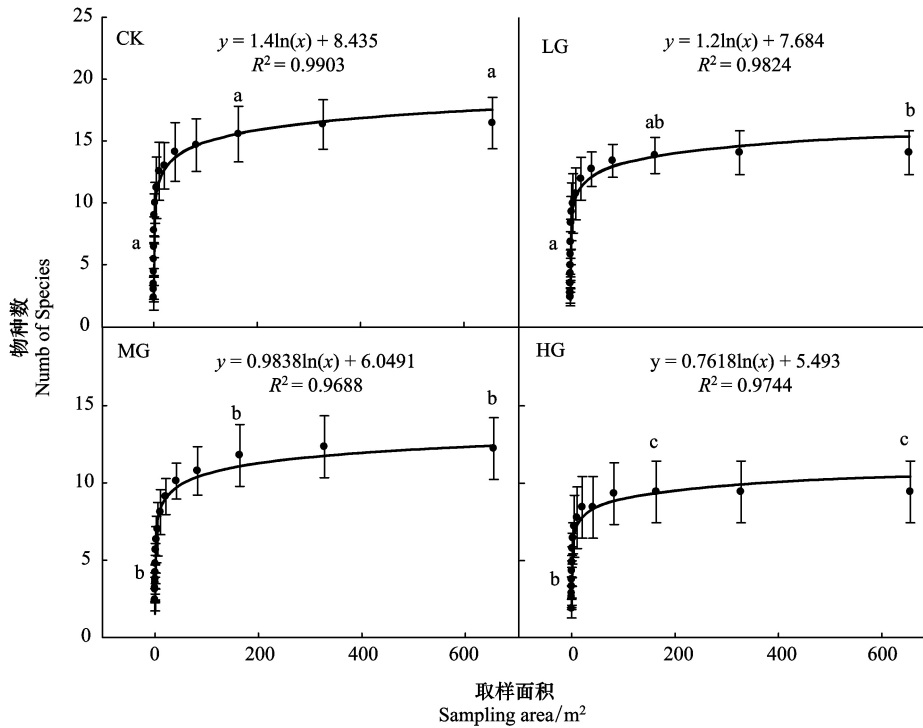 25
CK
y = 1.4ln(x) + 8.435
R² = 0.9903
LG
y = 1.2ln(x) + 7.684
R² = 0.9824
20
a
a
b
ab
15
10
a
a
5
0
MG
y = 0.9838ln(x) + 6.0491
R² = 0.9688
HG
y = 0.7618ln(x) + 5.493
R² = 0.9744
b
b
15
c
c
10
5
b
b
0
0
200
400
600
0
200
400
600
物种数
Numb of Species
取样面积
Sampling area/m²